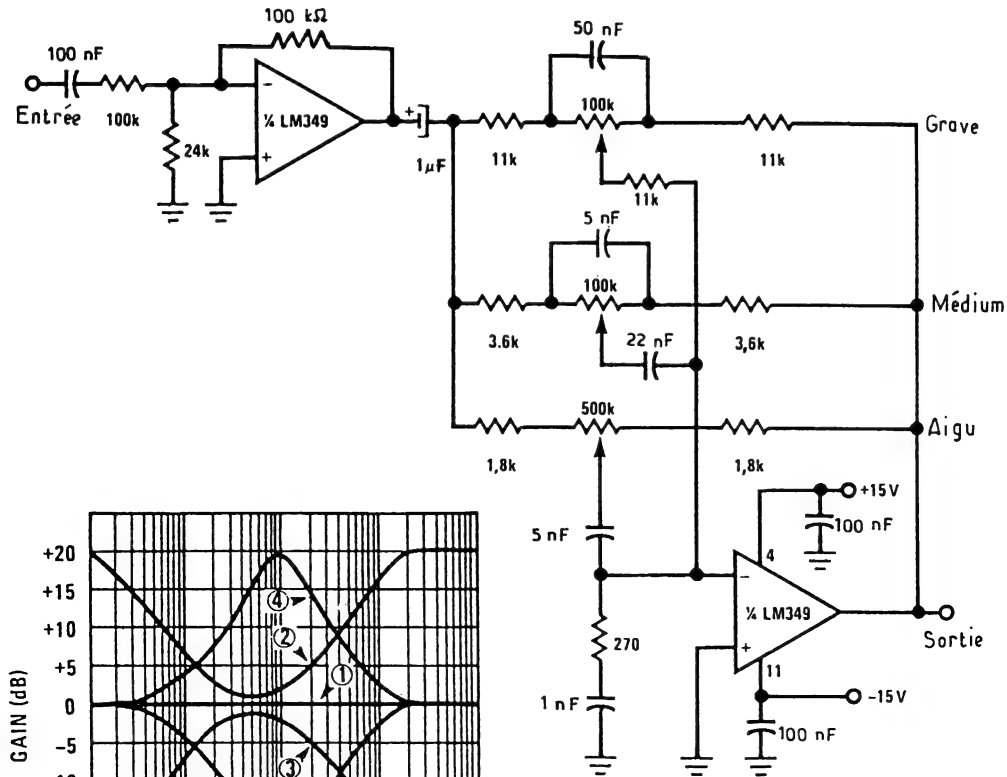 100 kΩ
100 nF
Entrée
100k
24k
−
+
¼ LM349
+
1µF
50 nF
100k
11k
11k
11k
Grave
5 nF
100k
3.6k
22 nF
3,6k
Médium
500k
1,8k
1,8k
Aigu
5 nF
270
1 nF
−
+
¼ LM349
4
11
+15V
100 nF
−15V
100 nF
Sortie
GAIN (dB)
+20
+15
+10
+5
0
−5
④
②
①
③